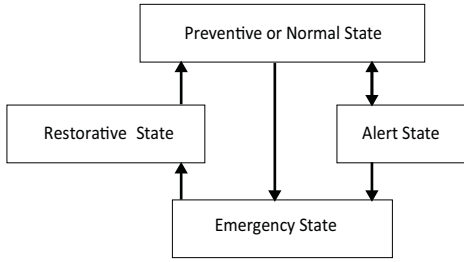 Preventive or Normal State
Restorative State
Alert State
Emergency State